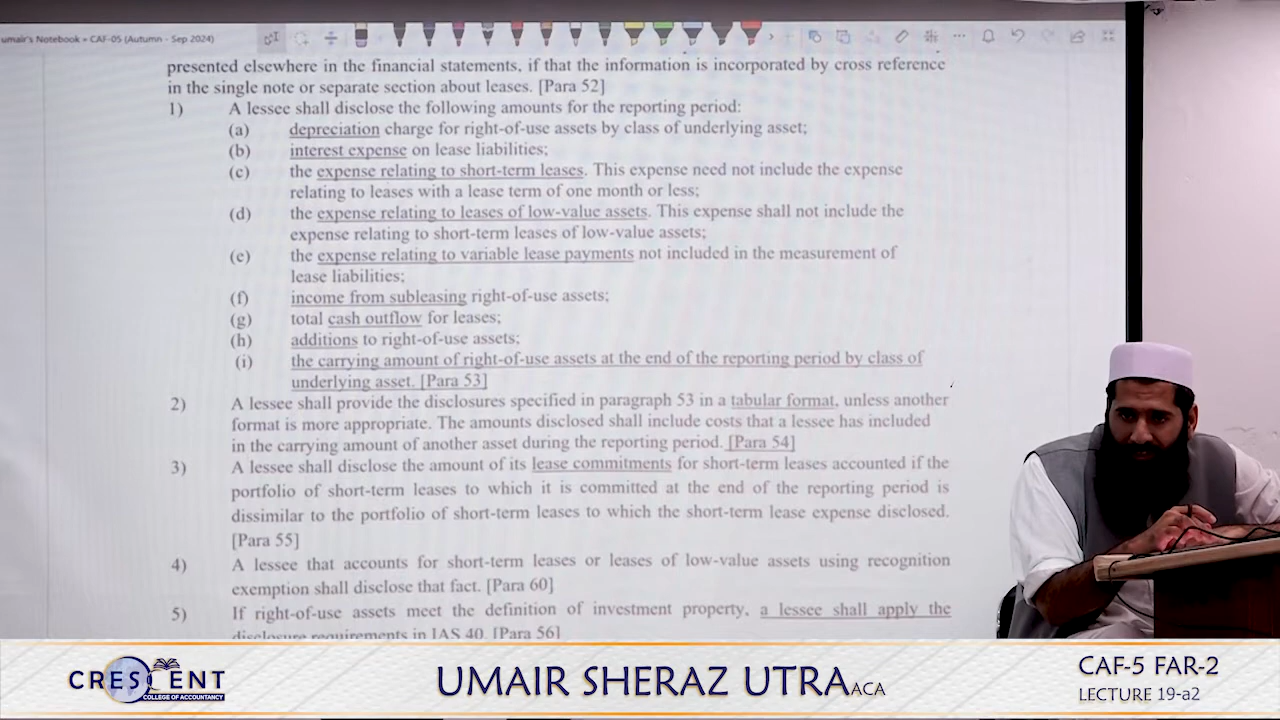 umair's Notebook » CAF-05 (Autumn - Sep 2024)
presented elsewhere in the financial statements, if that the information is incorporated by cross reference
in the single note or separate section about leases. [Para 52]
1) A lessee shall disclose the following amounts for the reporting period:
(a) depreciation charge for right-of-use assets by class of underlying asset;
(b) interest expense on lease liabilities;
(c) the expense relating to short-term leases. This expense need not include the expense
relating to leases with a lease term of one month or less;
(d) the expense relating to leases of low-value assets. This expense shall not include the
expense relating to short-term leases of low-value assets;
(e) the expense relating to variable lease payments not included in the measurement of
lease liabilities;
(f) income from subleasing right-of-use assets;
(g) total cash outflow for leases;
(h) additions to right-of-use assets;
(i) the carrying amount of right-of-use assets at the end of the reporting period by class of
underlying asset. [Para 53]
2) A lessee shall provide the disclosures specified in paragraph 53 in a tabular format, unless another
format is more appropriate. The amounts disclosed shall include costs that a lessee has included
in the carrying amount of another asset during the reporting period. [Para 54]
3) A lessee shall disclose the amount of its lease commitments for short-term leases accounted if the
portfolio of short-term leases to which it is committed at the end of the reporting period is
dissimilar to the portfolio of short-term leases to which the short-term lease expense disclosed.
[Para 55]
4) A lessee that accounts for short-term leases or leases of low-value assets using recognition
exemption shall disclose that fact. [Para 60]
5) If right-of-use assets meet the definition of investment property, a lessee shall apply the
disclosure requirements in IAS 40. [Para 56]
CRESCENT
COLLEGE OF ACCOUNTANCY
UMAIR SHERAZ UTRA ACA
CAF-5 FAR-2
LECTURE 19-a2